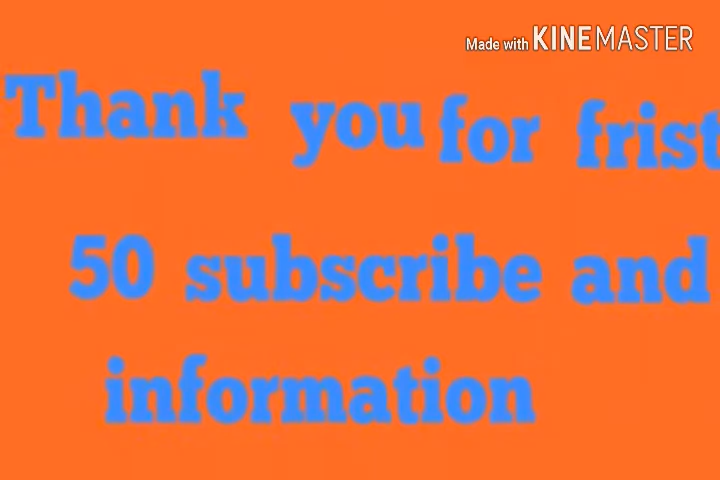 Made with KINEMASTER
Thank you for frist
50 subscribe and
information